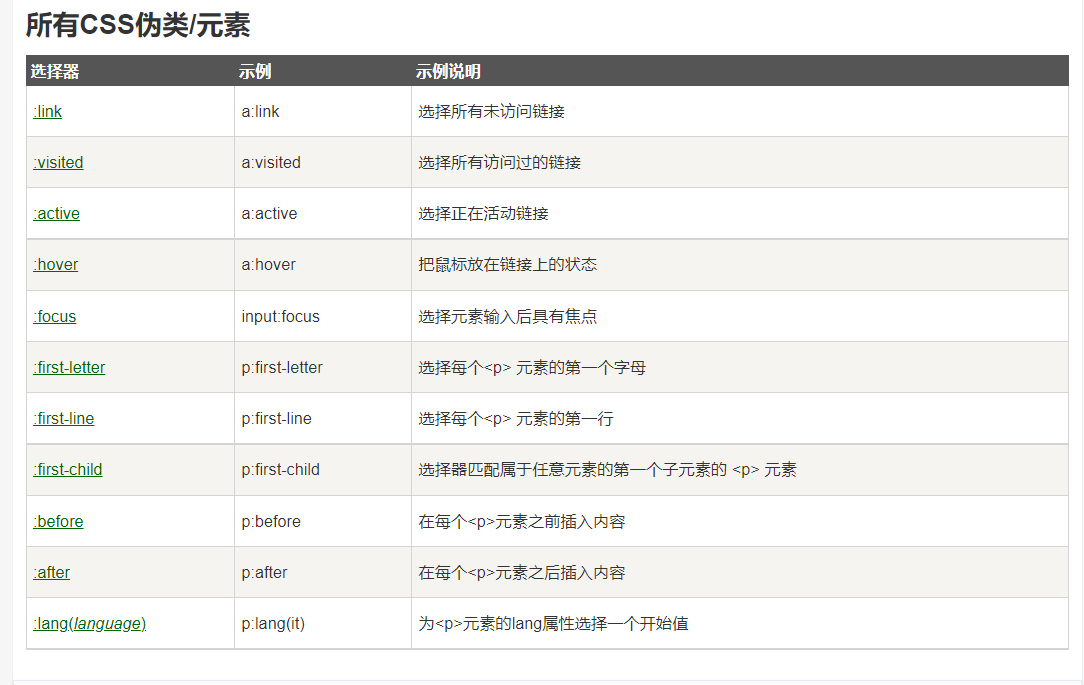 所有CSS伪类/元素
选择器 示例 示例说明
:link a:link 选择所有未访问链接
:visited a:visited 选择所有访问过的链接
:active a:active 选择正在活动链接
:hover a:hover 把鼠标放在链接上的状态
:focus input:focus 选择元素输入后具有焦点
:first-letter p:first-letter 选择每个<p> 元素的第一个字母
:first-line p:first-line 选择每个<p> 元素的第一行
:first-child p:first-child 选择器匹配属于任意元素的第一个子元素的 <p> 元素
:before p:before 在每个<p>元素之前插入内容
:after p:after 在每个<p>元素之后插入内容
:lang(language) p:lang(it) 为<p>元素的lang属性选择一个开始值